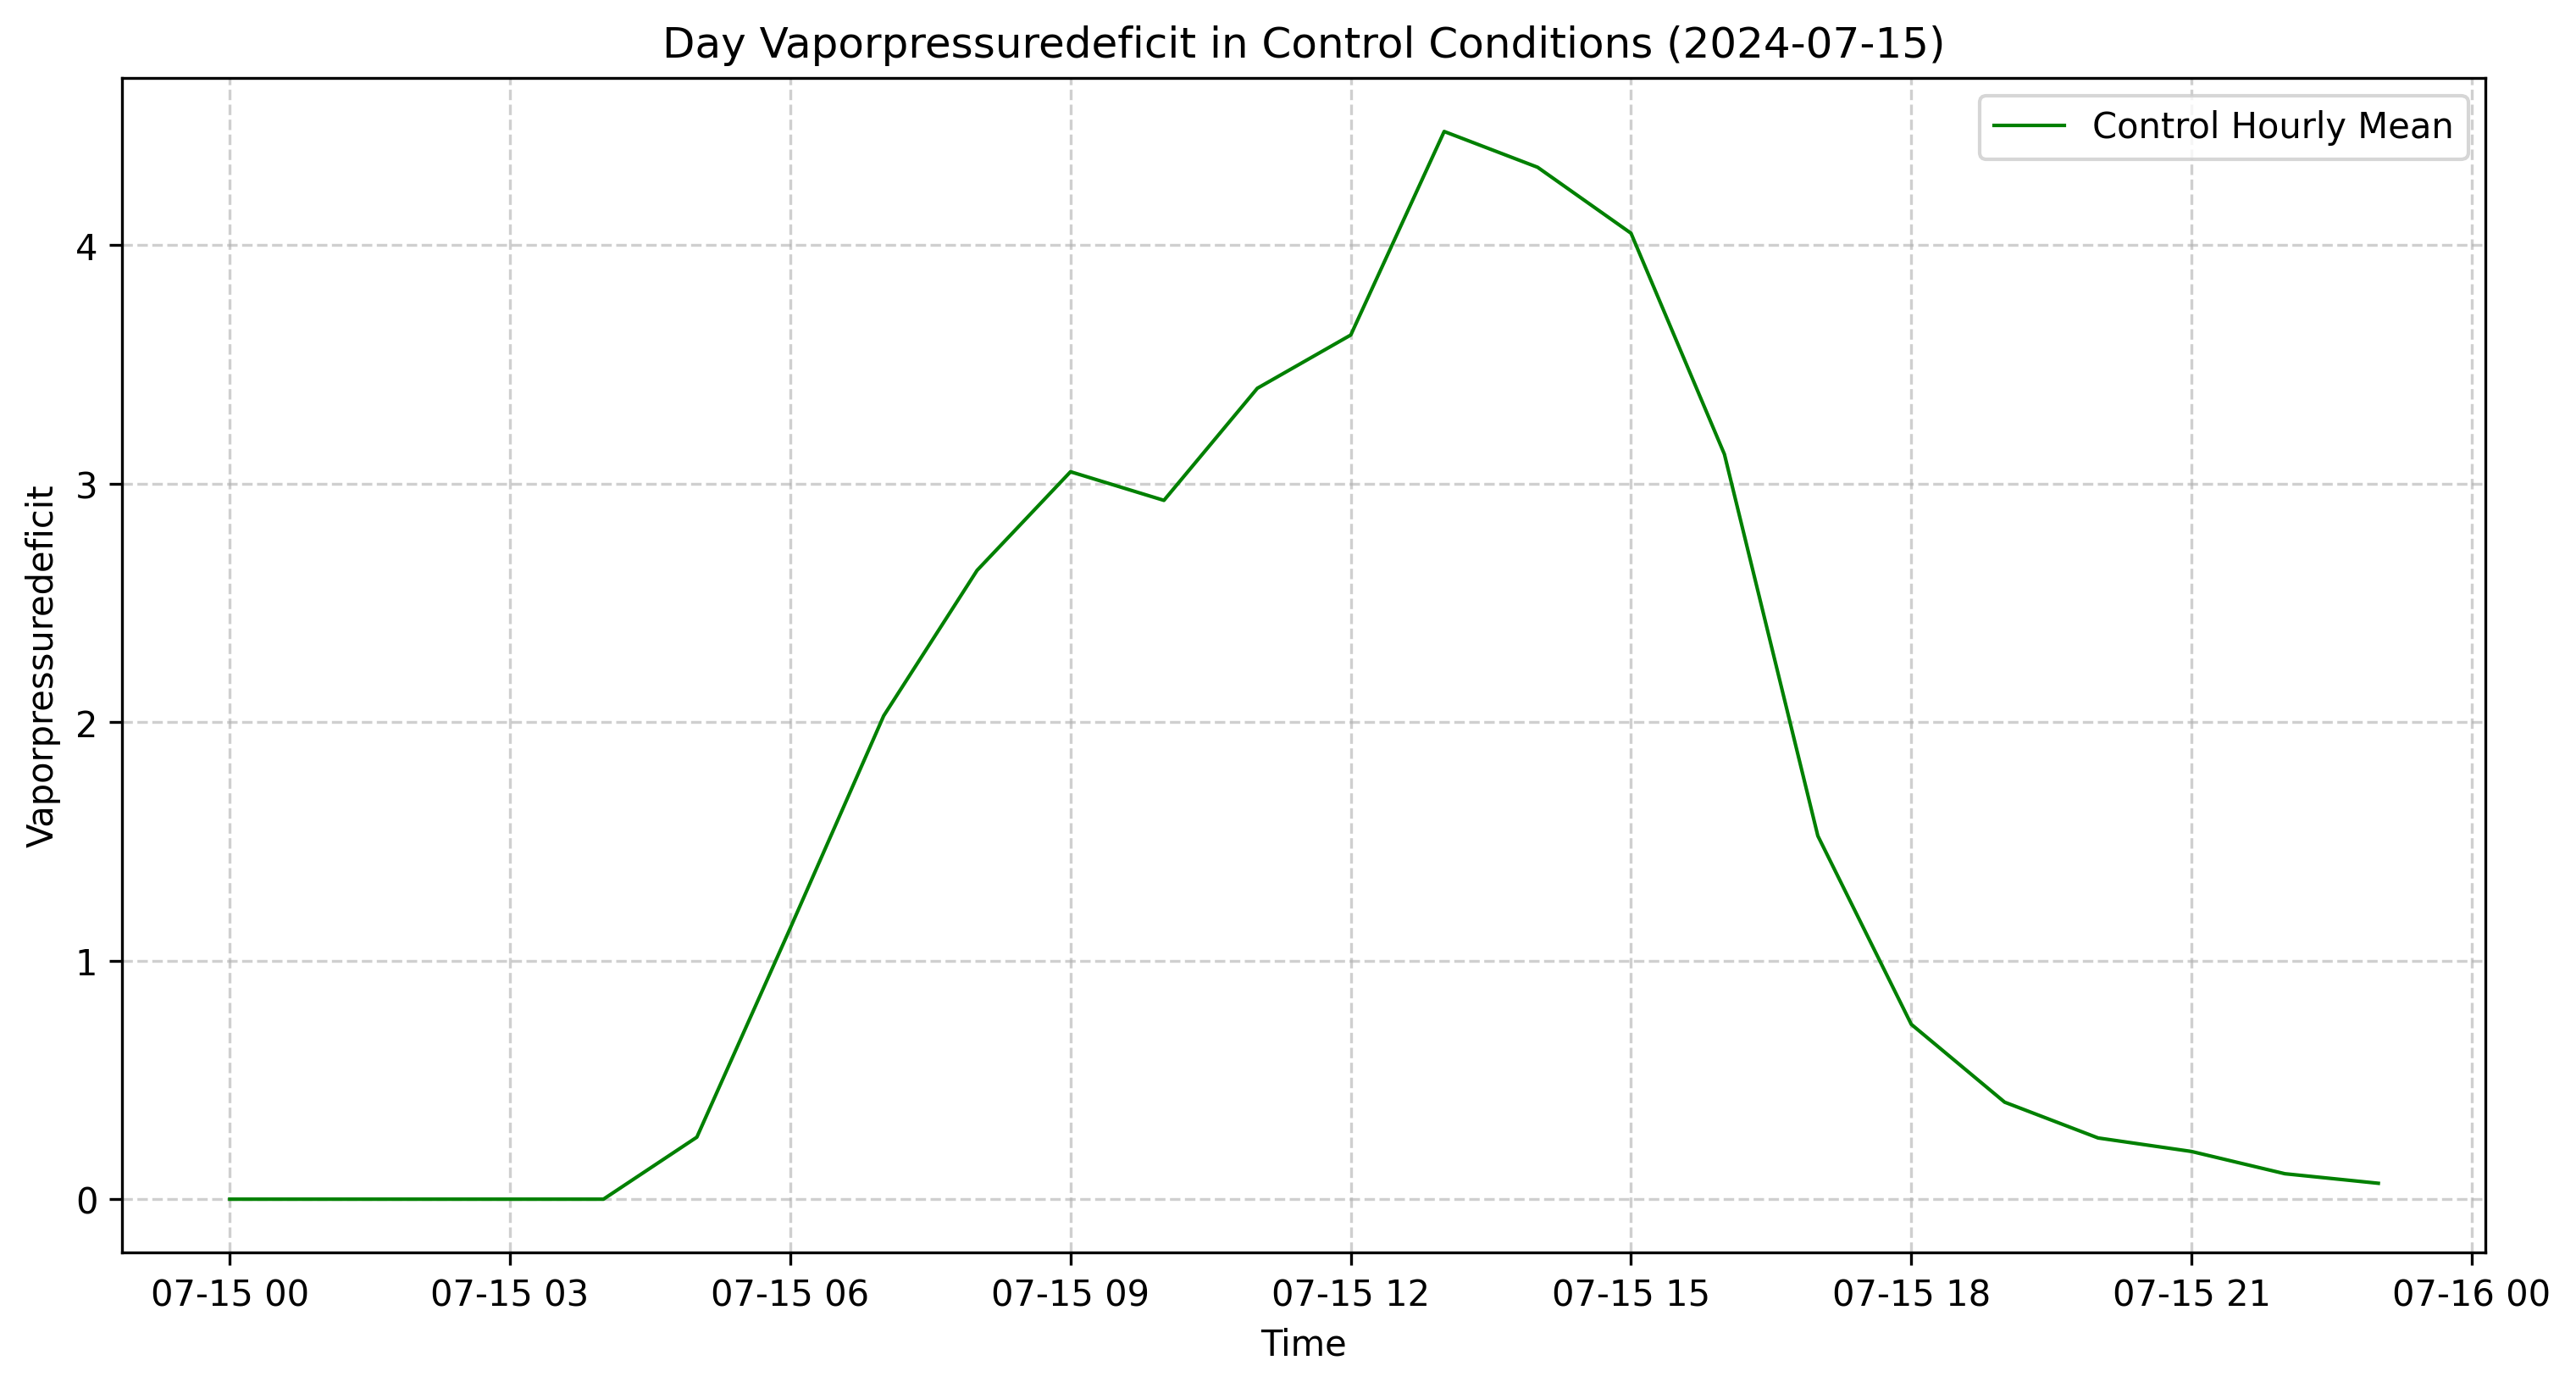 Day Vaporpressuredeficit in Control Conditions (2024-07-15)
Control Hourly Mean
Vaporpressuredeficit
4
3
2
1
0
07-15 00 07-15 03 07-15 06 07-15 09 07-15 12 07-15 15 07-15 18 07-15 21 07-16 00
Time